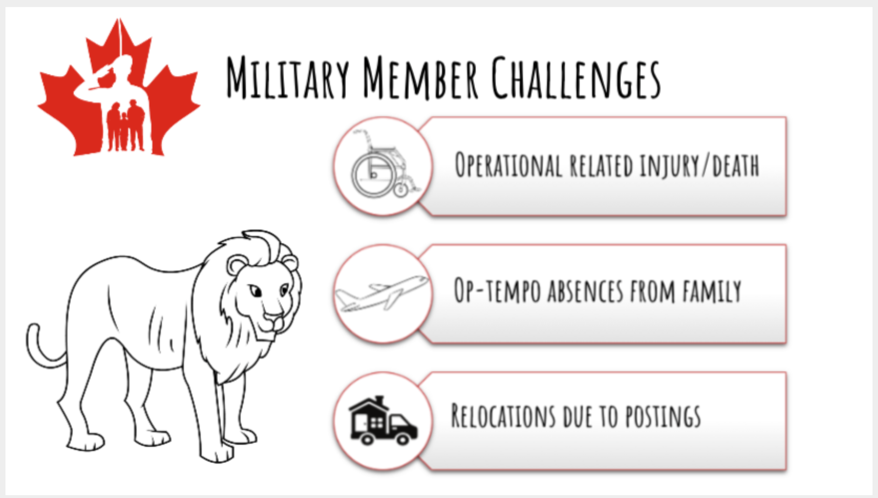 Military Member Challenges
Operational related injury/death
Op-tempo absences from family
Relocations due to postings